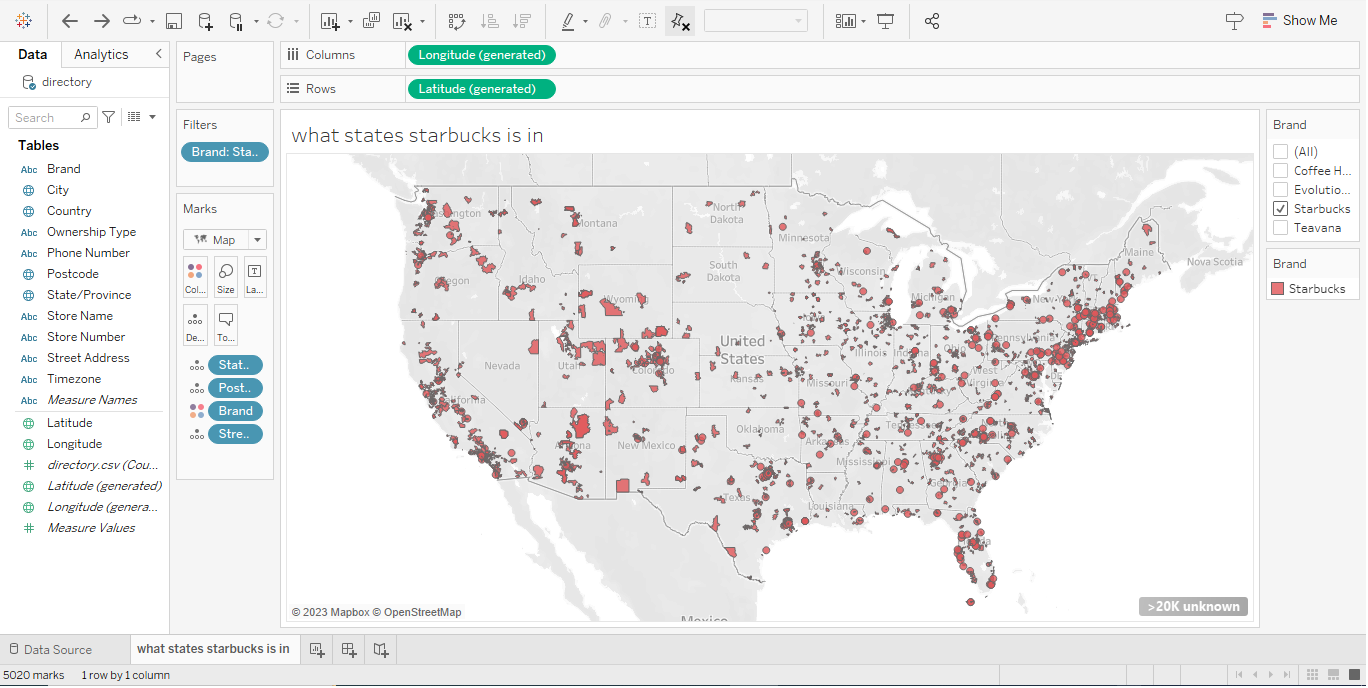 Show Me
Data
Analytics
directory
Search
Tables
Abc Brand
City
Country
Abc Ownership Type
Abc Phone Number
Postcode
State/Province
Abc Store Name
Abc Store Number
Abc Street Address
Abc Timezone
Abc Measure Names
Latitude
Longitude
directory.csv (Cou...
Latitude (generated)
Longitude (genera...
Measure Values
Pages
Filters
Brand: Sta..
Marks
Map
Col...
Size
La...
De...
To...
Stat..
Post..
Brand
Stre..
Columns
Longitude (generated)
Rows
Latitude (generated)
what states starbucks is in
Montana
North
Dakota
Minnesota
Maine
Nova Scotia
Oregon
Idaho
South
Dakota
Wisconsin
Wyoming
Michigan
New York
United
States
Nevada
Utah
Colorado
Kansas
Missouri
Illinois
Ohio
Pennsylvania
West
Virginia
California
Arizona
New Mexico
Oklahoma
Arkansas
Mississippi
Georgia
Texas
Louisiana
Mexico
© 2023 Mapbox © OpenStreetMap
>20K unknown
Brand
(All)
Coffee H...
Evolutio...
Starbucks
Teavana
Brand
Starbucks
Data Source
what states starbucks is in
5020 marks
1 row by 1 column